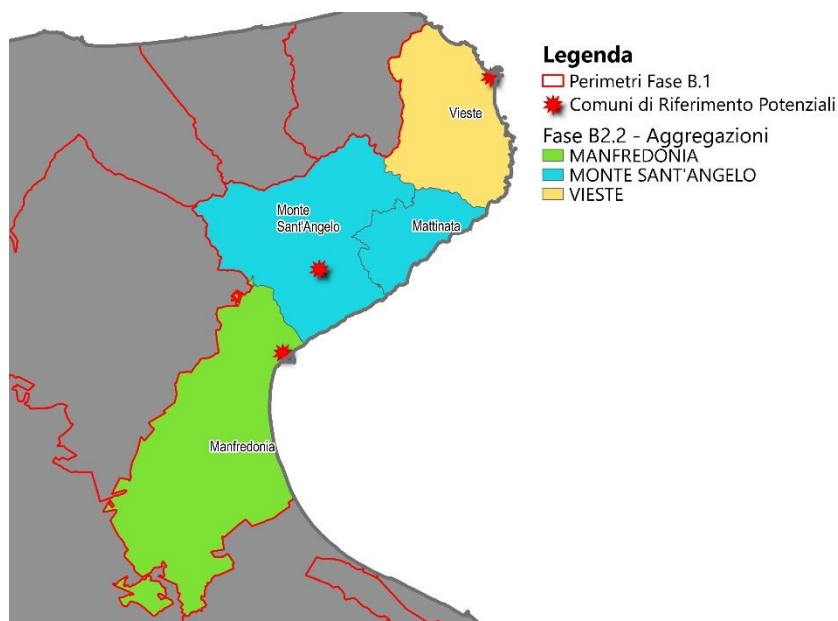 Legenda
Perimetri Fase B.1
Comuni di Riferimento Potenziali
Fase B2.2 - Aggregazioni
MANFREDONIA
MONTE SANT'ANGELO
VIESTE
Vieste
Monte
Sant'Angelo
Mattinata
Manfredonia